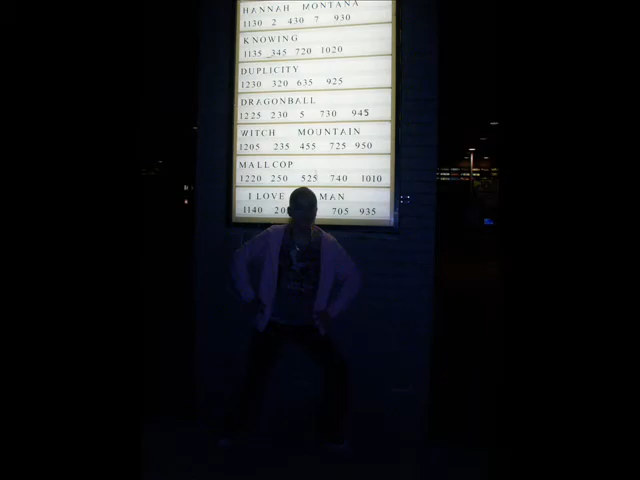 HANNAH MONTANA
1130 2 430 7 930
KNOWING
1135 345 720 1020
DUPLICITY
1230 320 635 925
DRAGONBALL
1225 230 5 730 945
WITCH MOUNTAIN
1205 235 455 725 950
MALLCOP
1220 250 525 740 1010
I LOVE MAN
1140 705 935